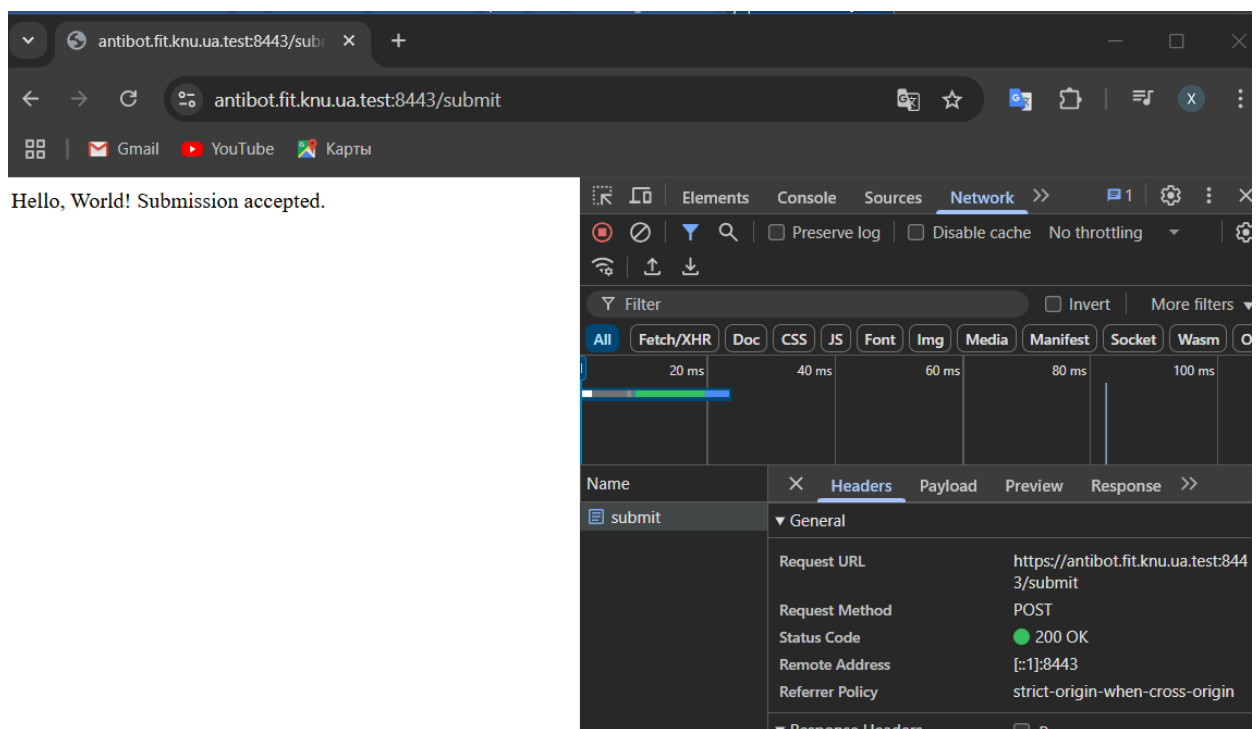 antibot.fit.knu.ua.test:8443/sub
antibot.fit.knu.ua.test:8443/submit
X
Gmail YouTube Карты
Hello, World! Submission accepted.
Elements Console Sources Network 1
Preserve log Disable cache No throttling
Filter Invert More filters
All Fetch/XHR Doc CSS JS Font Img Media Manifest Socket Wasm
20 ms 40 ms 60 ms 80 ms 100 ms
Name Headers Payload Preview Response
submit
General
Request URL https://antibot.fit.knu.ua.test:844
3/submit
Request Method POST
Status Code 200 OK
Remote Address [::1]:8443
Referrer Policy strict-origin-when-cross-origin
Response Headers